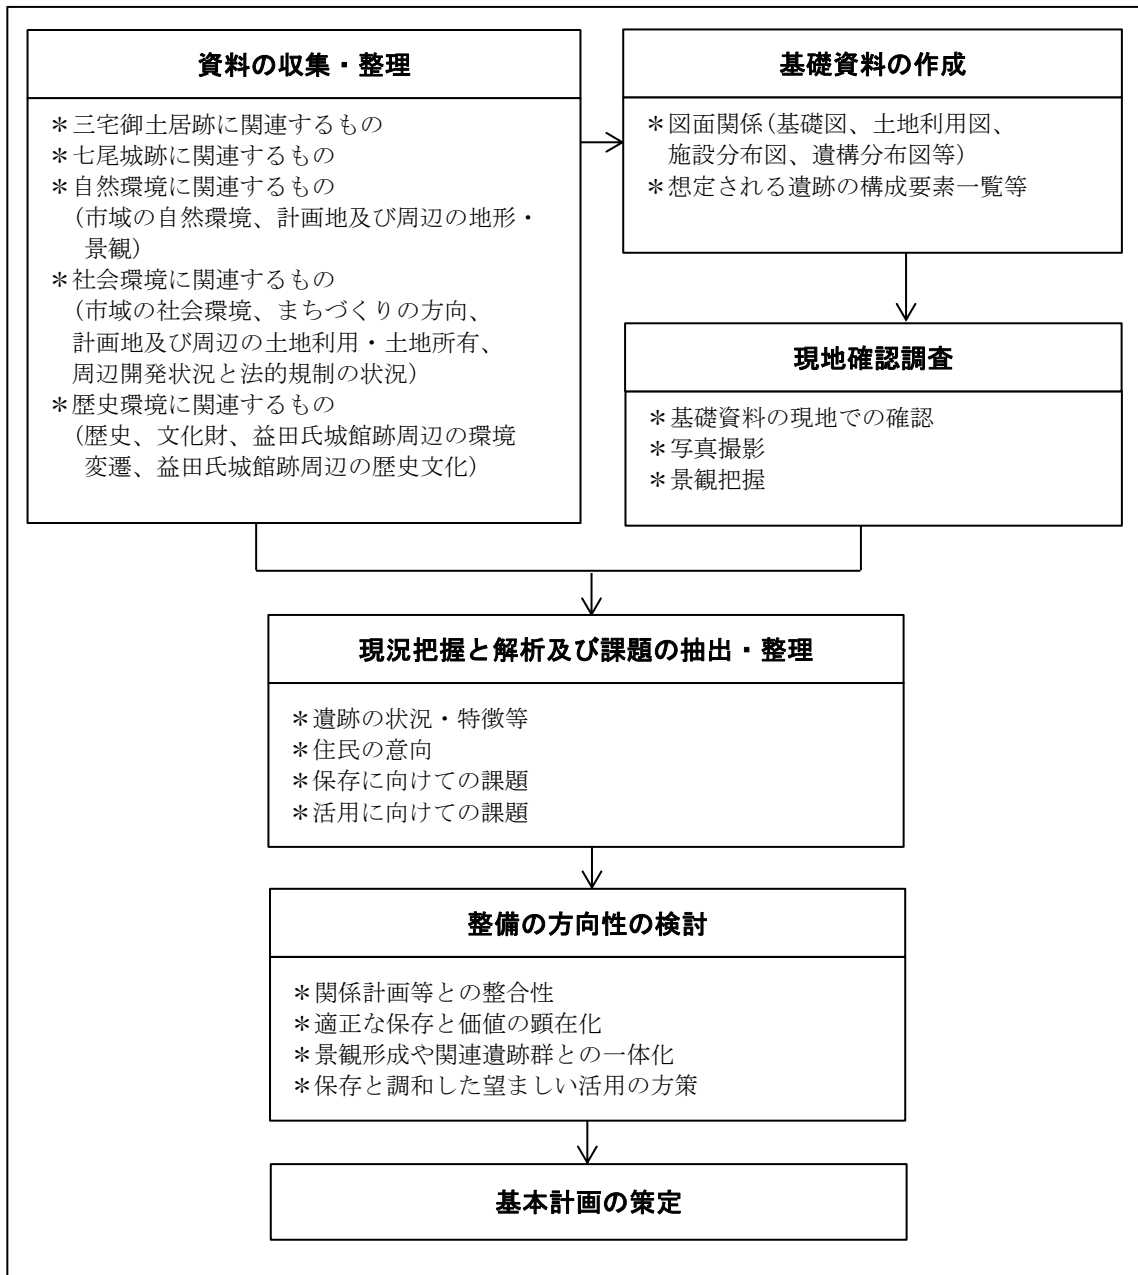 資料の収集・整理
＊三宅御土居跡に関連するもの
＊七尾城跡に関連するもの
＊自然環境に関連するもの
（市域の自然環境、計画地及び周辺の地形・
景観）
＊社会環境に関連するもの
（市域の社会環境、まちづくりの方向、
計画地及び周辺の土地利用・土地所有、
周辺開発状況と法的規制の状況）
＊歴史環境に関連するもの
（歴史、文化財、益田氏城館跡周辺の環境
変遷、益田氏城館跡周辺の歴史文化）
基礎資料の作成
＊図面関係（基礎図、土地利用図、
施設分布図、遺構分布図等）
＊想定される遺跡の構成要素一覧等
現地確認調査
＊基礎資料の現地での確認
＊写真撮影
＊景観把握
現況把握と解析及び課題の抽出・整理
＊遺跡の状況・特徴等
＊住民の意向
＊保存に向けての課題
＊活用に向けての課題
整備の方向性の検討
＊関係計画等との整合性
＊適正な保存と価値の顕在化
＊景観形成や関連遺跡群との一体化
＊保存と調和した望ましい活用の方策
基本計画の策定